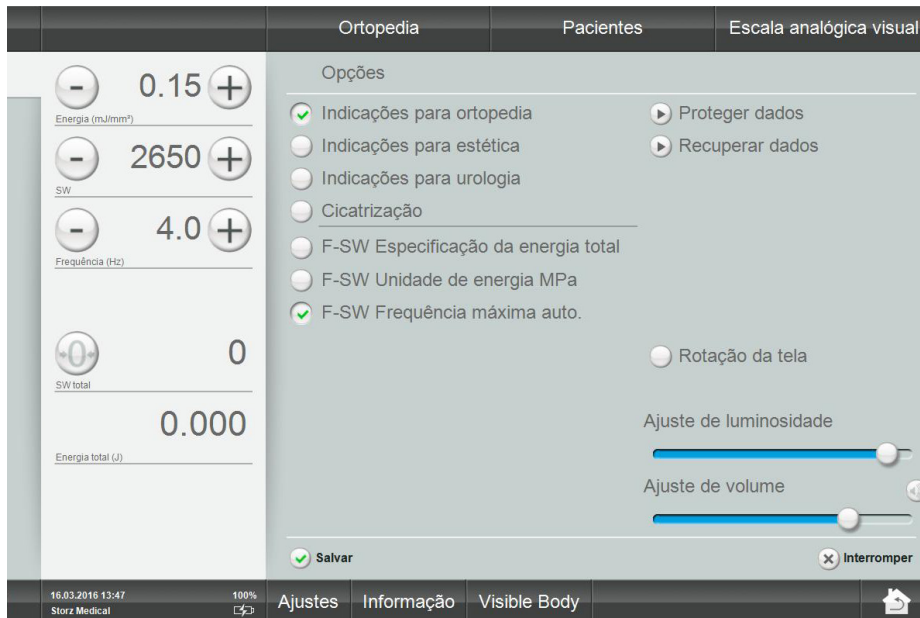 Ortopedia
Pacientes
Escala analógica visual
0.15
Energia (mJ/mm²)
2650
SW
4.0
Frequência (Hz)
0
0
SW total
0.000
Energia total (J)
Opções
Indicações para ortopedia
Indicações para estética
Indicações para urologia
Cicatrização
F-SW Especificação da energia total
F-SW Unidade de energia MPa
F-SW Frequência máxima auto.
Proteger dados
Recuperar dados
Rotação da tela
Ajuste de luminosidade
Ajuste de volume
Salvar
Interromper
16.03.2016 13:47
100%
Storz Medical
Ajustes
Informação
Visible Body